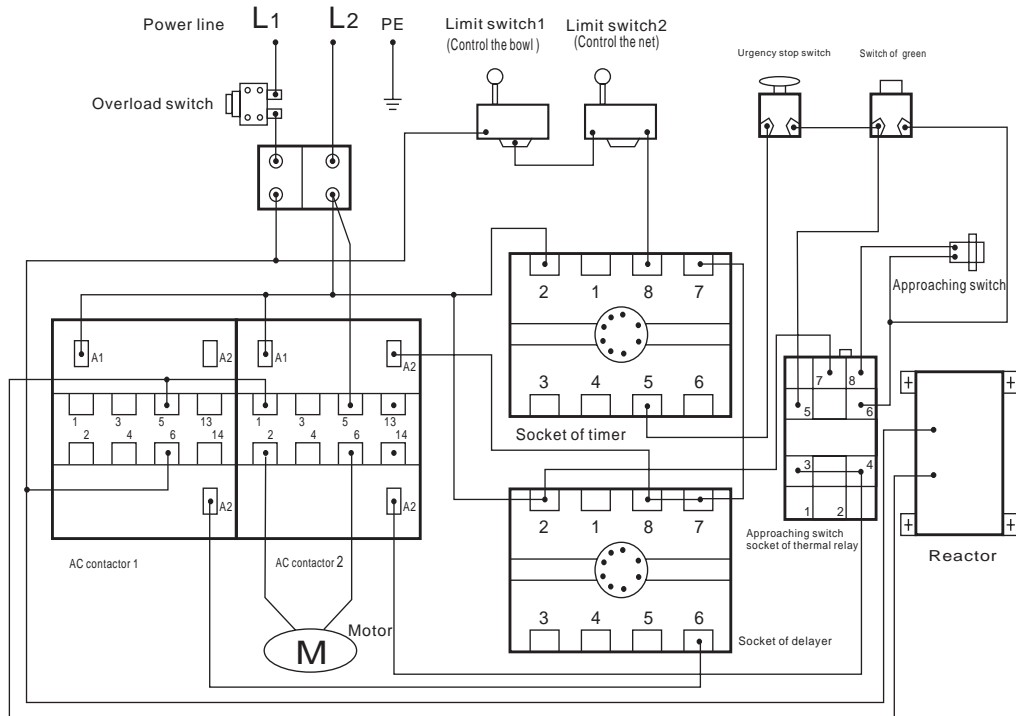 Power line L1 L2 PE
Limit switch1
(Control the bowl )
Limit switch2
(Control the net)
Urgency stop switch
Switch of green
Overload switch
Approaching switch
2 1 8 7
3 4 5 6
Socket of timer
A1 A2 A1 A2
1 3 5 13 1 3 5 13
2 4 6 14 2 4 6 14
A2 A2
AC contactor 1
AC contactor 2
7 8
5 6
3 4
1 2
Approaching switch
socket of thermal relay
+ +
+ +
Reactor
2 1 8 7
3 4 5 6
Socket of delayer
Motor
M